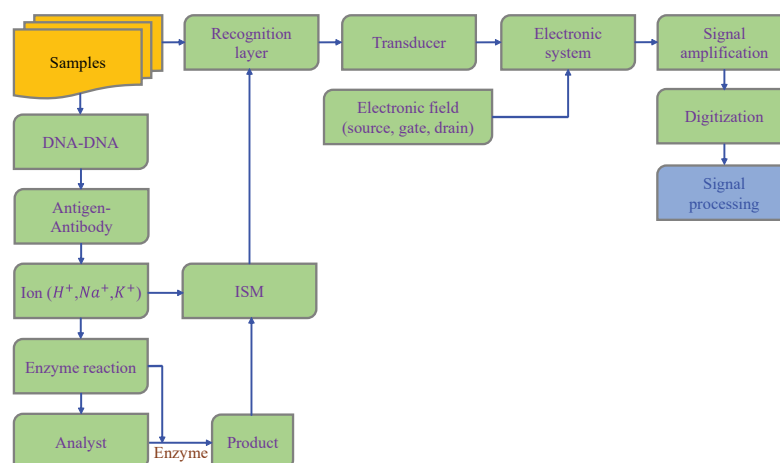 Samples
Recognition
layer
Transducer
Electronic
system
Signal
amplification
Electronic field
(source, gate, drain)
Digitization
Signal
processing
DNA-DNA
Antigen-
Antibody
Ion (H⁺,Na⁺,K⁺)
ISM
Enzyme reaction
Analyst
Enzyme
Product